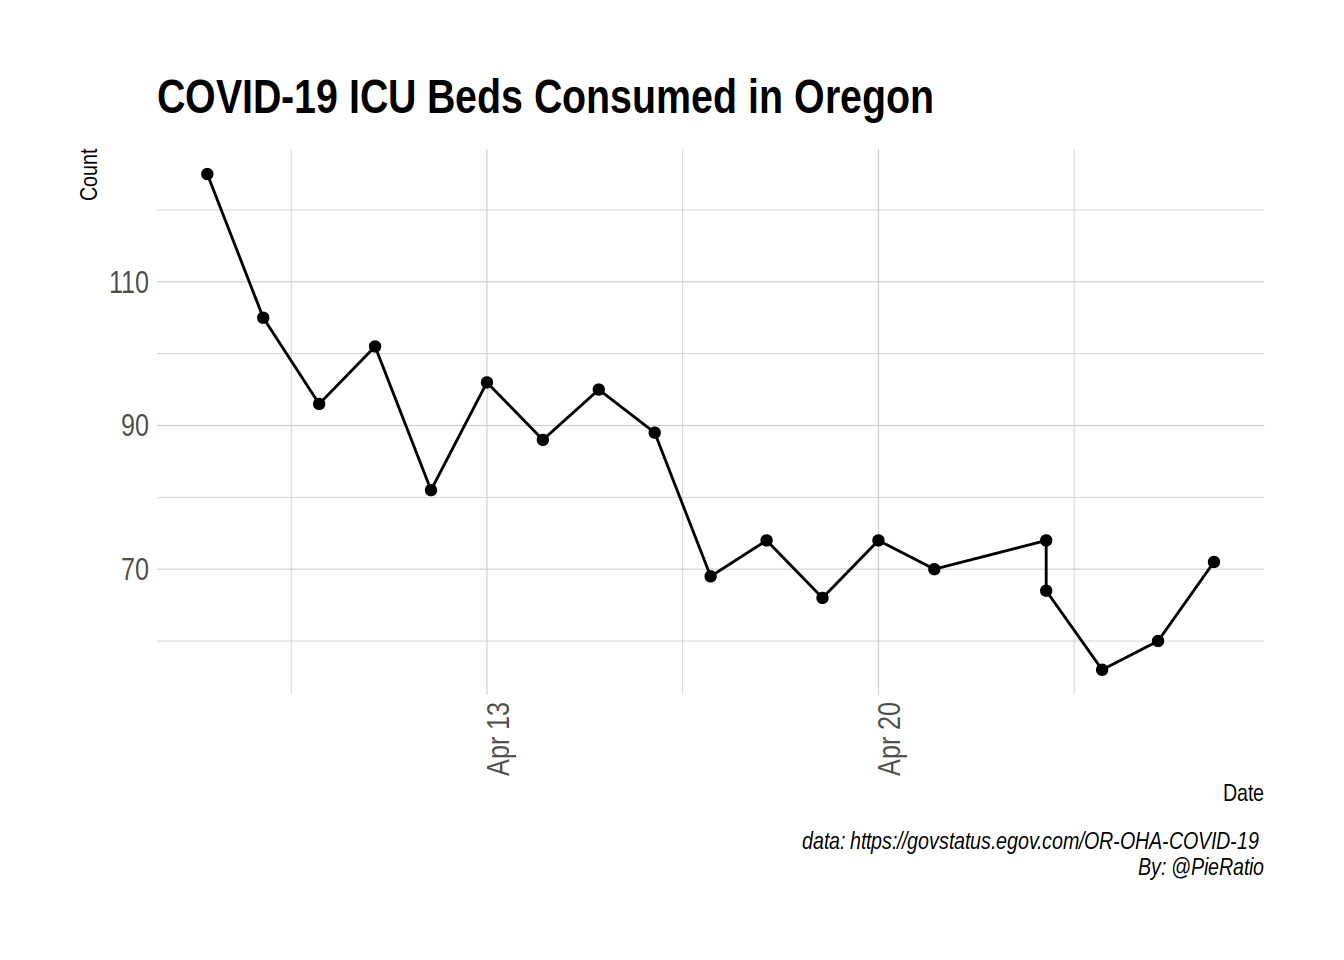 COVID-19 ICU Beds Consumed in Oregon
Count
110
90
70
Apr 13
Apr 20
Date
data: https://govstatus.egov.com/OR-OHA-COVID-19
By: @PieRatio